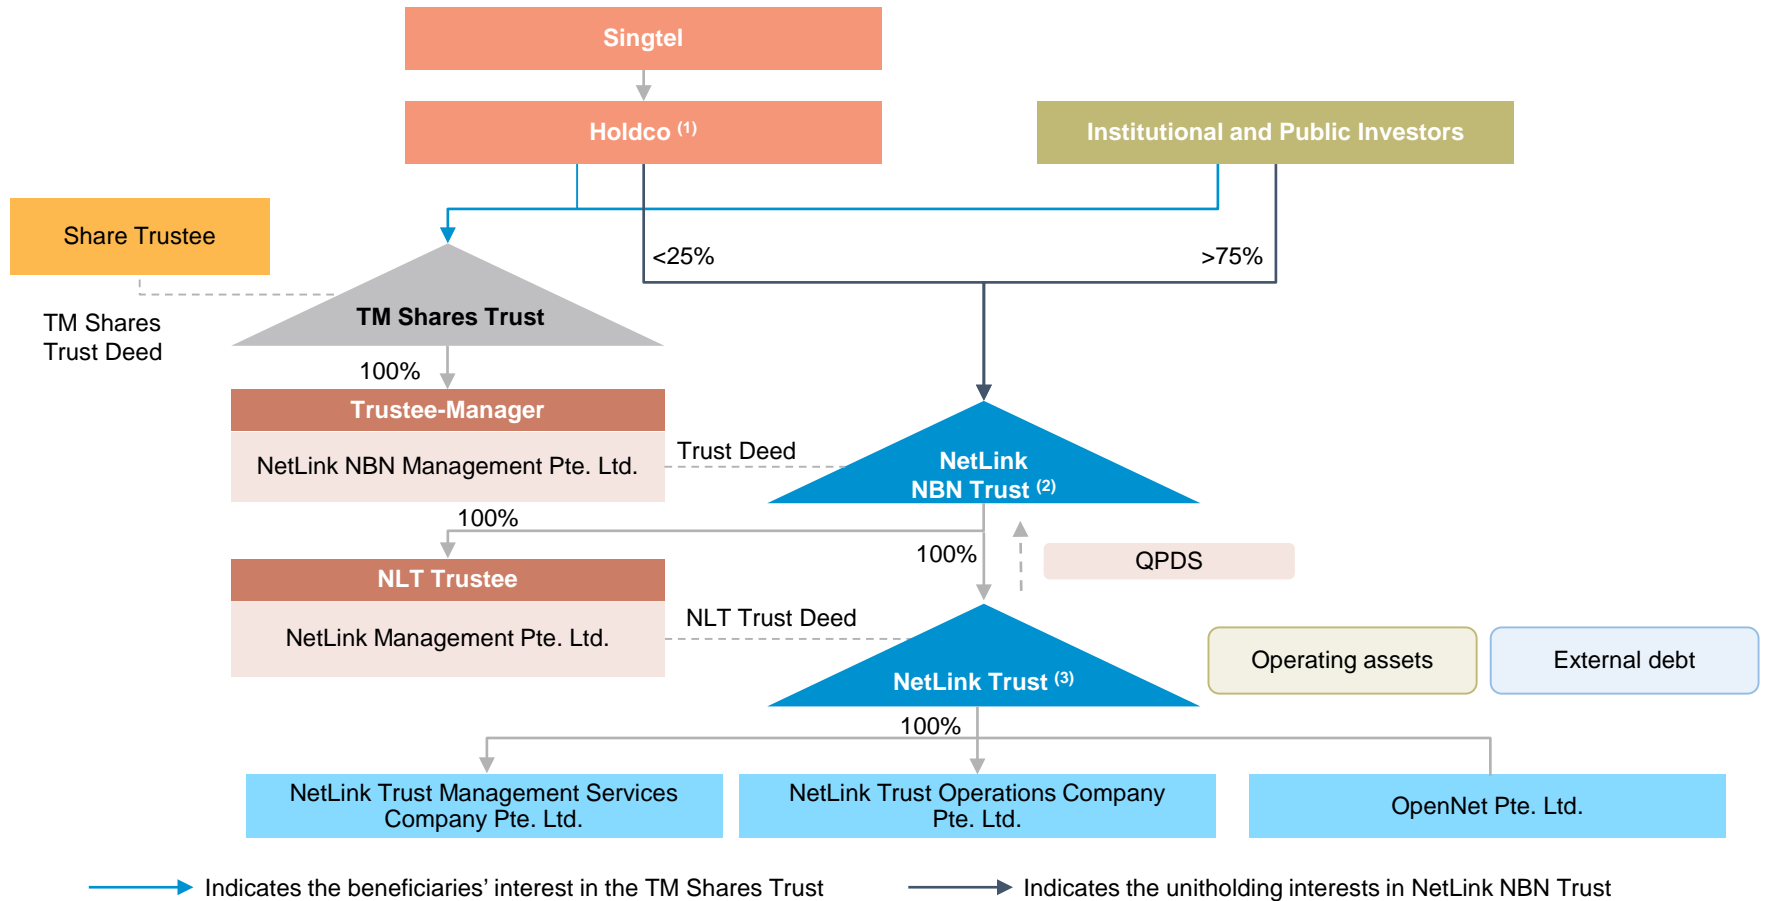 Singtel
Holdco (1)
Institutional and Public Investors
Share Trustee
<25%
>75%
TM Shares Trust
TM Shares
Trust Deed
100%
Trustee-Manager
NetLink NBN Management Pte. Ltd.
Trust Deed
NetLink
NBN Trust (2)
100%
100%
QPDS
NLT Trustee
NetLink Management Pte. Ltd.
NLT Trust Deed
NetLink Trust (3)
Operating assets
External debt
100%
NetLink Trust Management Services
Company Pte. Ltd.
NetLink Trust Operations Company
Pte. Ltd.
OpenNet Pte. Ltd.
Indicates the beneficiaries’ interest in the TM Shares Trust
Indicates the unitholding interests in NetLink NBN Trust